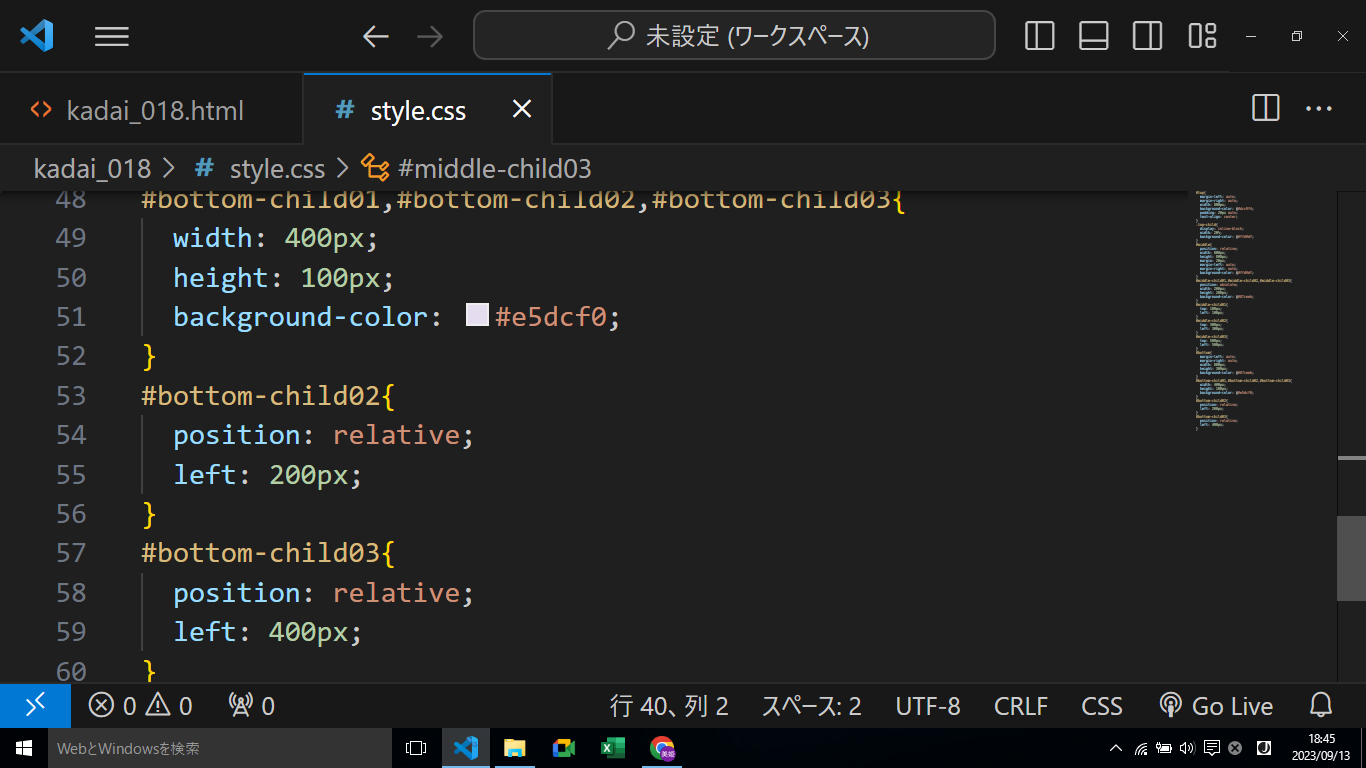 未設定 (ワークスペース)
kadai_018.html
# style.css
kadai_018 > # style.css > #middle-child03
48 #bottom-child01,#bottom-child02,#bottom-child03{
49 width: 400px;
50 height: 100px;
51 background-color: #e5dcf0;
52 }
53 #bottom-child02{
54 position: relative;
55 left: 200px;
56 }
57 #bottom-child03{
58 position: relative;
59 left: 400px;
60 }
0 0 0 行 40、列 2 スペース: 2 UTF-8 CRLF CSS Go Live
WebとWindowsを検索
18:45
2023/09/13